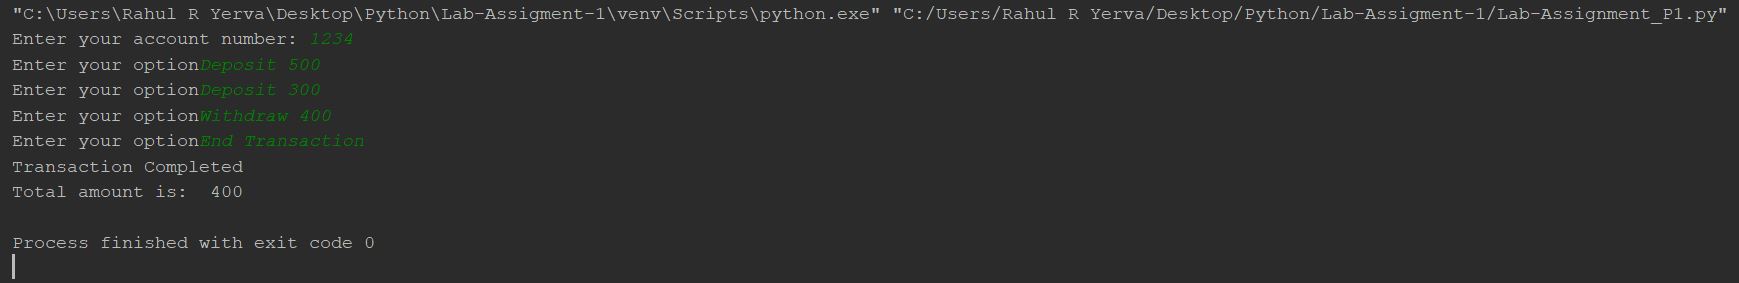 "C:\Users\Rahul R Yerva\Desktop\Python\Lab-Assigment-1\venv\Scripts\python.exe" "C:/Users/Rahul R Yerva/Desktop/Python/Lab-Assigment-1/Lab-Assignment_P1.py"
Enter your account number: 1234
Enter your optionDeposit 500
Enter your optionDeposit 300
Enter your optionWithdraw 400
Enter your optionEnd Transaction
Transaction Completed
Total amount is:  400
Process finished with exit code 0